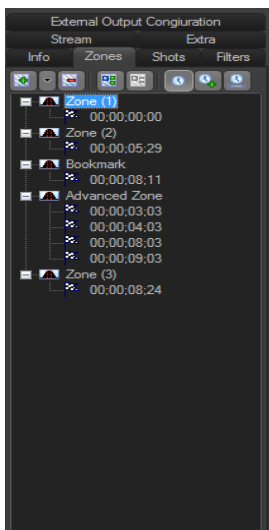 External Output Congiuration
Stream Extra
Info Zones Shots Filters
Zone (1)
00;00;00;00
Zone (2)
00;00;05;29
Bookmark
00;00;08;11
Advanced Zone
00;00;03;03
00;00;04;03
00;00;08;03
00;00;09;03
Zone (3)
00;00;08;24